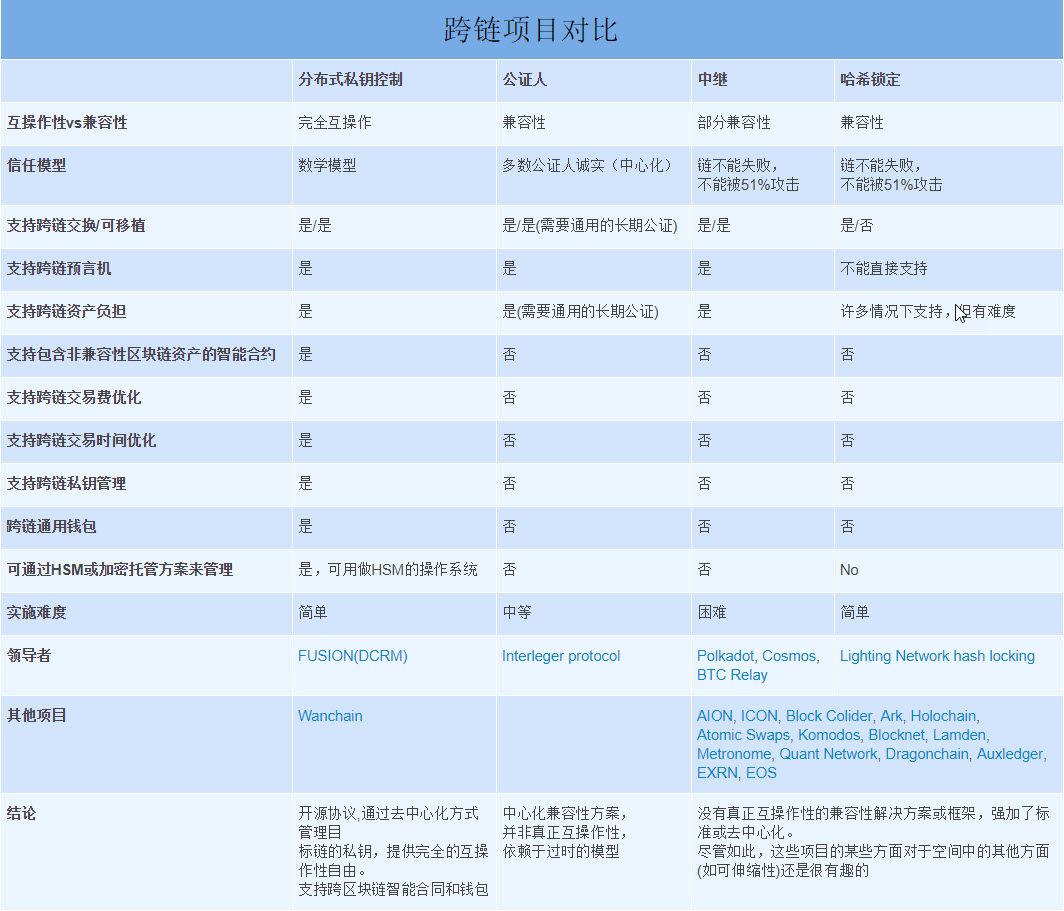 跨链项目对比
分布式私钥控制 公证人 中继 哈希锁定
互操作性vs兼容性 完全互操作 兼容性 部分兼容性 兼容性
信任模型 数学模型 多数公证人诚实（中心化） 链不能失败， 链不能失败，
不能被51%攻击 不能被51%攻击
支持跨链交换/可移植 是/是 是/是(需要通用的长期公证) 是/是 是/否
支持跨链预言机 是 是 是 不能直接支持
支持跨链资产负担 是 是(需要通用的长期公证) 是 许多情况下支持，但有难度
支持包含非兼容性区块链资产的智能合约 是 否 否 否
支持跨链交易费优化 是 否 否 否
支持跨链交易时间优化 是 否 否 否
支持跨链私钥管理 是 否 否 否
跨链通用钱包 是 否 否 否
可通过HSM或加密托管方案来管理 是，可用做HSM的操作系统 否 否 No
实施难度 简单 中等 困难 简单
领导者 FUSION(DCRM) Interleger protocol Polkadot, Cosmos, Lighting Network hash locking
BTC Relay
其他项目 Wanchain AION, ICON, Block Colider, Ark, Holochain,
Atomic Swaps, Komodos, Blocknet, Lamden,
Metronome, Quant Network, Dragonchain, Auxledger,
EXRN, EOS
结论 开源协议,通过去中心化方式 中心化兼容性方案， 没有真正互操作性的兼容性解决方案或框架，强加了标
管理目 并非真正互操作性， 准或去中心化。
标链的私钥，提供完全的互操 依赖于过时的模型 尽管如此，这些项目的某些方面对于空间中的其他方面
作性自由。 (如可伸缩性)还是很有趣的
支持跨区块链智能合同和钱包